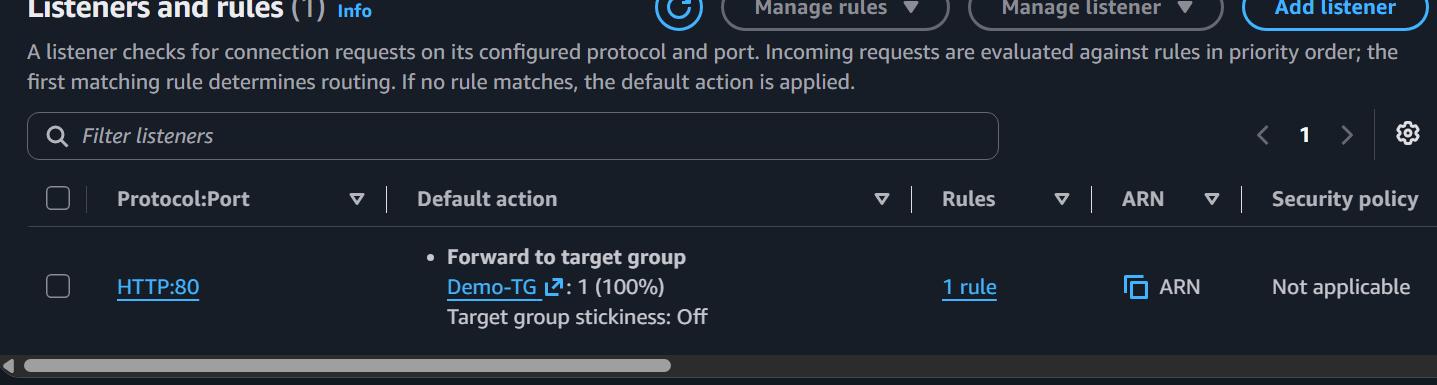 Listeners and rules (1) Info
Manage rules
Manage listener
Add listener
A listener checks for connection requests on its configured protocol and port. Incoming requests are evaluated against rules in priority order; the
first matching rule determines routing. If no rule matches, the default action is applied.
Filter listeners
1
Protocol:Port
Default action
Rules
ARN
Security policy
HTTP:80
• Forward to target group
Demo-TG : 1 (100%)
Target group stickiness: Off
1 rule
ARN
Not applicable